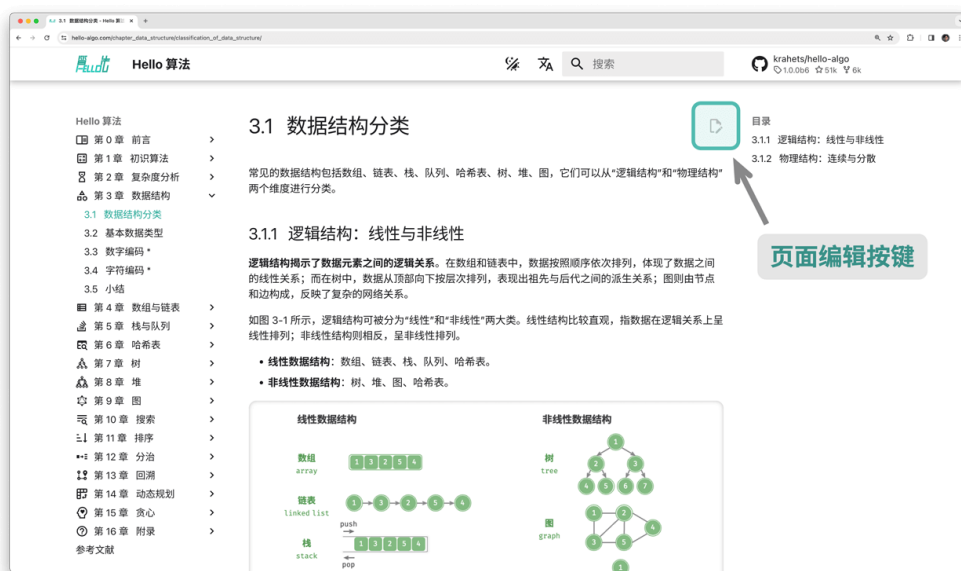 3.1 数据结构分类 - Hello 算
hello-algo.com/chapter_data_structure/classification_of_data_structure/
Hello 算法
搜索
krahets/hello-algo
1.0.0b6 51k 6k
Hello 算法
第 0 章 前言
第 1 章 初识算法
第 2 章 复杂度分析
第 3 章 数据结构
3.1 数据结构分类
3.2 基本数据类型
3.3 数字编码 *
3.4 字符编码 *
3.5 小结
第 4 章 数组与链表
第 5 章 栈与队列
第 6 章 哈希表
第 7 章 树
第 8 章 堆
第 9 章 图
第 10 章 搜索
第 11 章 排序
第 12 章 分治
第 13 章 回溯
第 14 章 动态规划
第 15 章 贪心
第 16 章 附录
参考文献
3.1 数据结构分类
常见的数据结构包括数组、链表、栈、队列、哈希表、树、堆、图，它们可以从“逻辑结构”和“物理结构”
两个维度进行分类。
3.1.1 逻辑结构：线性与非线性
逻辑结构揭示了数据元素之间的逻辑关系。在数组和链表中，数据按照顺序依次排列，体现了数据之间
的线性关系；而在树中，数据从顶部向下按层次排列，表现出祖先与后代之间的派生关系；图则由节点
和边构成，反映了复杂的网络关系。
如图 3-1 所示，逻辑结构可被分为“线性”和“非线性”两大类。线性结构比较直观，指数据在逻辑关系上呈
线性排列；非线性结构则相反，呈非线性排列。
• 线性数据结构：数组、链表、栈、队列、哈希表。
• 非线性数据结构：树、堆、图、哈希表。
线性数据结构
数组
array
1 3 2 5 4
链表
linked list
1 3 2 5 4
push
栈
stack
1 3 2 5 4
pop
非线性数据结构
树
tree
1
2 3
4 5 6 7
图
graph
1 2
4
3 5
1
目录
3.1.1 逻辑结构：线性与非线性
3.1.2 物理结构：连续与分散
页面编辑按键